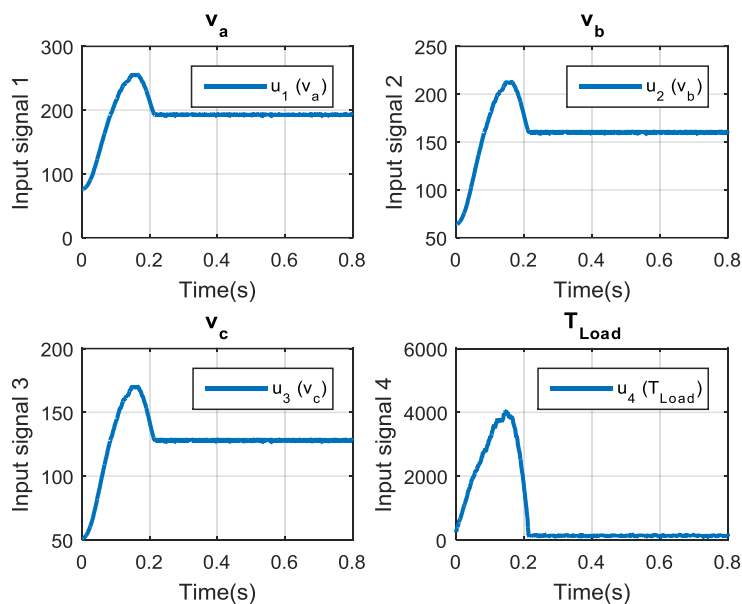 v_a
300
200
100
0
Input signal 1
u_1 (v_a)
0 0.2 0.4 0.6 0.8
Time(s)
v_b
250
200
150
100
50
Input signal 2
u_2 (v_b)
0 0.2 0.4 0.6 0.8
Time(s)
v_c
200
150
100
50
Input signal 3
u_3 (v_c)
0 0.2 0.4 0.6 0.8
Time(s)
T_Load
6000
4000
2000
0
Input signal 4
u_4 (T_Load)
0 0.2 0.4 0.6 0.8
Time(s)